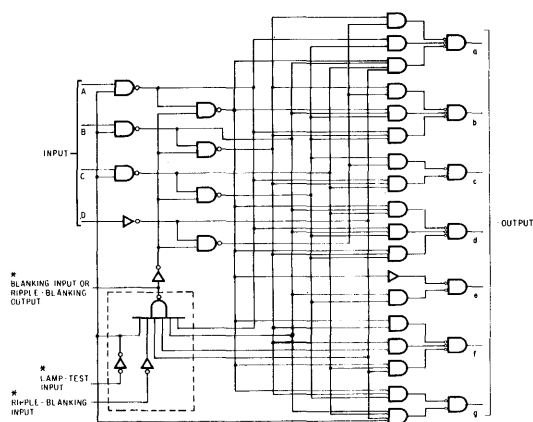 A
B
C
D
INPUT
*
BLANKING INPUT OR
RIPPLE-BLANKING
OUTPUT
*
LAMP-TEST
INPUT
*
RIPPLE-BLANKING
INPUT
a
b
c
d
e
f
g
OUTPUT